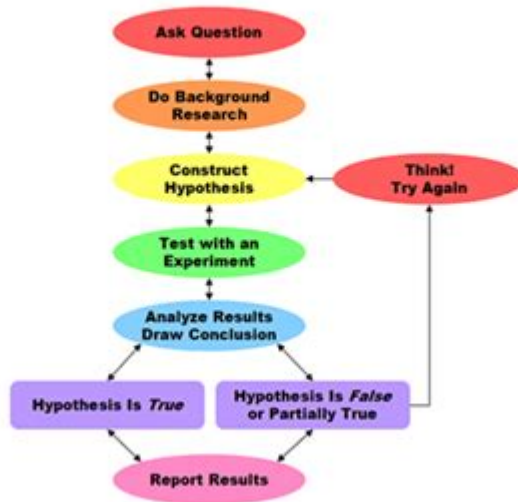 Ask Question
Do Background
Research
Construct
Hypothesis
Think!
Try Again
Test with an
Experiment
Analyze Results
Draw Conclusion
Hypothesis Is True
Hypothesis Is False
or Partially True
Report Results